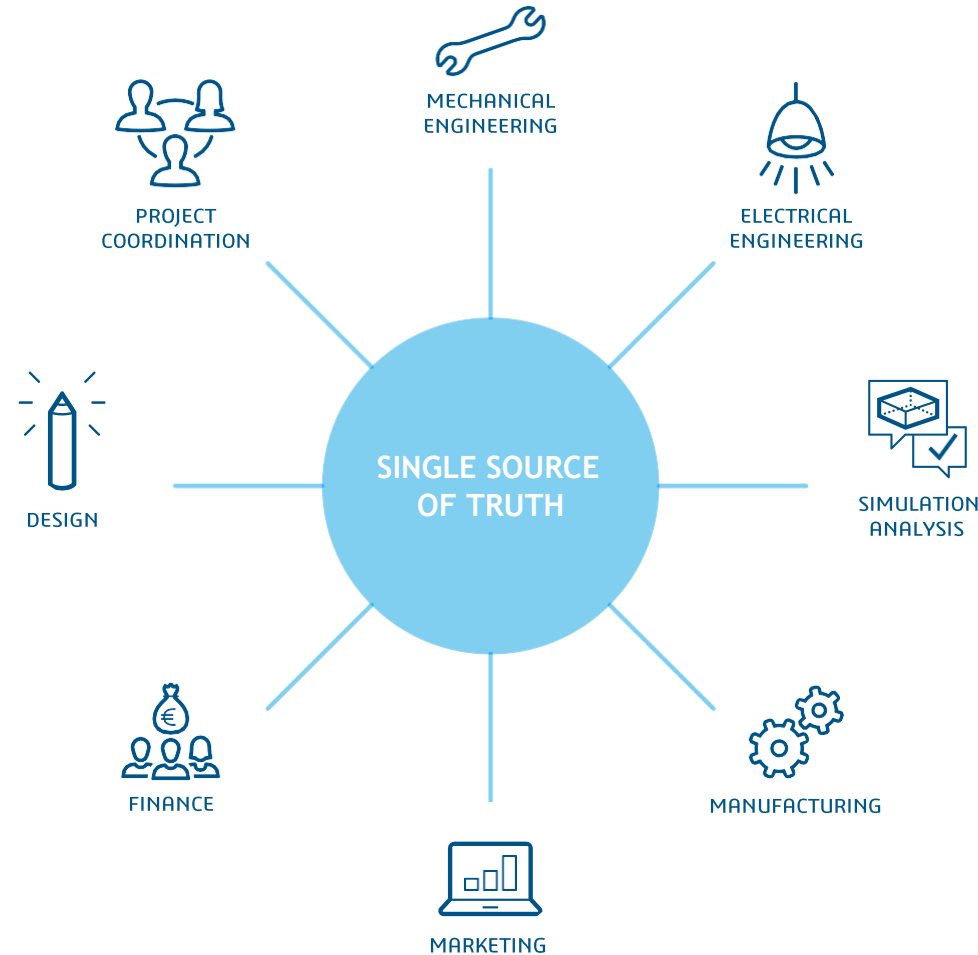 MECHANICAL
ENGINEERING
PROJECT
COORDINATION
ELECTRICAL
ENGINEERING
SINGLE SOURCE
OF TRUTH
DESIGN
SIMULATION
ANALYSIS
€
FINANCE
MANUFACTURING
MARKETING